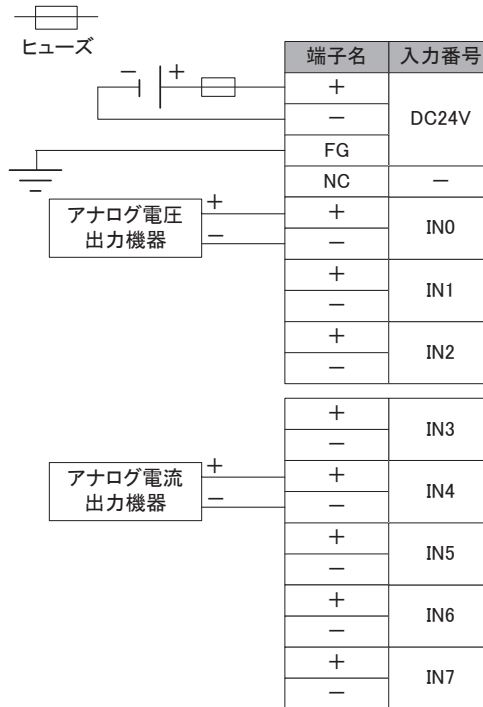 ヒューズ
端子名 入力番号
－ ＋ ＋
－ DC24V
FG
NC －
アナログ電圧
出力機器
＋ ＋
－ － IN0
＋
－ IN1
＋
－ IN2
＋
－ IN3
アナログ電流
出力機器
＋ ＋
－ － IN4
＋
－ IN5
＋
－ IN6
＋
－ IN7